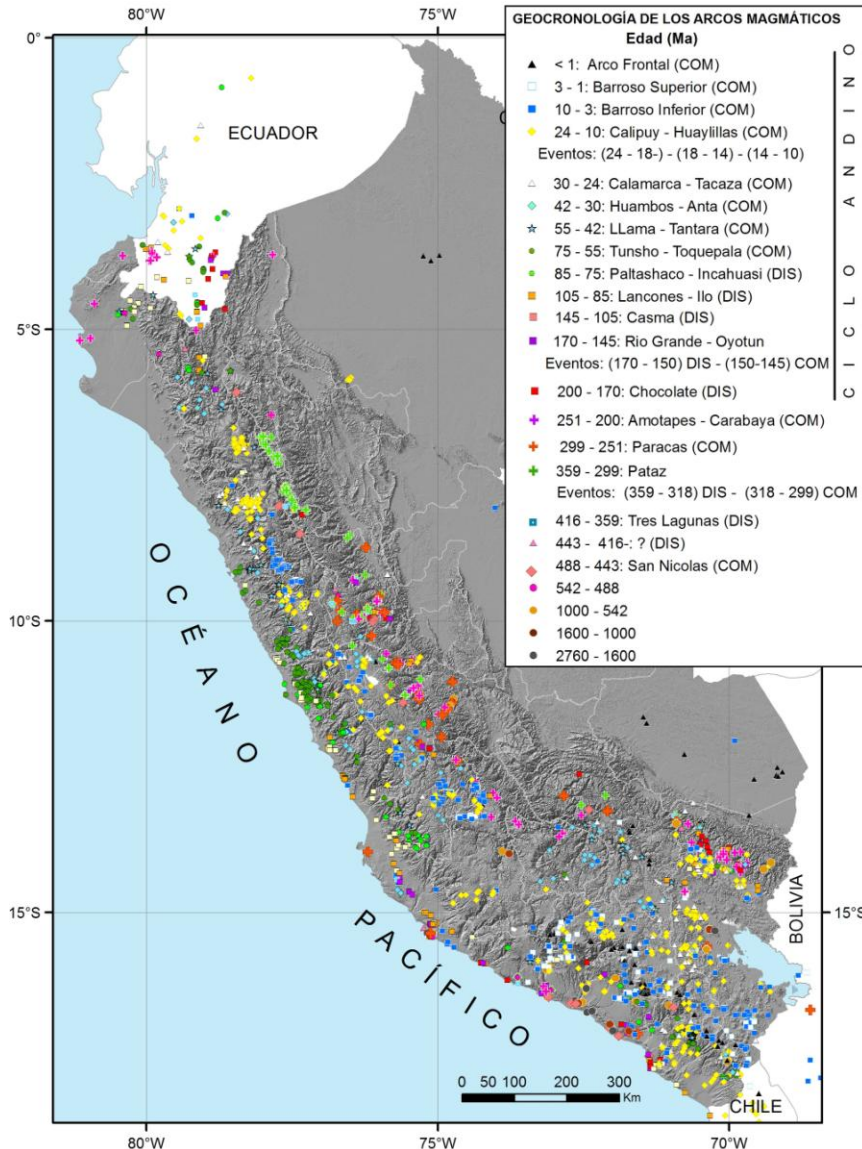 80°W
75°W
GEOCRONOLOGÍA DE LOS ARCOS MAGMÁTICOS
Edad (Ma)
< 1: Arco Frontal (COM)
3 - 1: Barroso Superior (COM)
10 - 3: Barroso Inferior (COM)
24 - 10: Calipuy - Huaylillas (COM)
Eventos: (24 - 18-) - (18 - 14) - (14 - 10)
30 - 24: Calamarca - Tacaza (COM)
42 - 30: Huambos - Anta (COM)
55 - 42: LLama - Tantara (COM)
75 - 55: Tunsho - Toquepala (COM)
85 - 75: Paltashaco - Incahuasi (DIS)
105 - 85: Lancones - Ilo (DIS)
145 - 105: Casma (DIS)
170 - 145: Rio Grande - Oyotun
Eventos: (170 - 150) DIS - (150-145) COM
200 - 170: Chocolate (DIS)
251 - 200: Amotapes - Carabaya (COM)
299 - 251: Paracas (COM)
359 - 299: Pataz
Eventos: (359 - 318) DIS - (318 - 299) COM
416 - 359: Tres Lagunas (DIS)
443 - 416-: ? (DIS)
488 - 443: San Nicolas (COM)
542 - 488
1000 - 542
1600 - 1000
2760 - 1600
CICLO ANDINO
0°
ECUADOR
5°S
10°S
OCÉANO
PACÍFICO
15°S
15°S
BOLIVIA
0 50 100 200 300
Km
CHILE
80°W
75°W
70°W